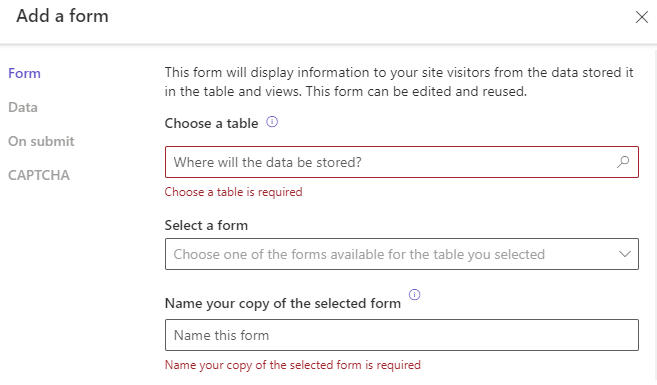 Add a form
Form
Data
On submit
CAPTCHA
This form will display information to your site visitors from the data stored it
in the table and views. This form can be edited and reused.
Choose a table
Where will the data be stored?
Choose a table is required
Select a form
Choose one of the forms available for the table you selected
Name your copy of the selected form
Name this form
Name your copy of the selected form is required